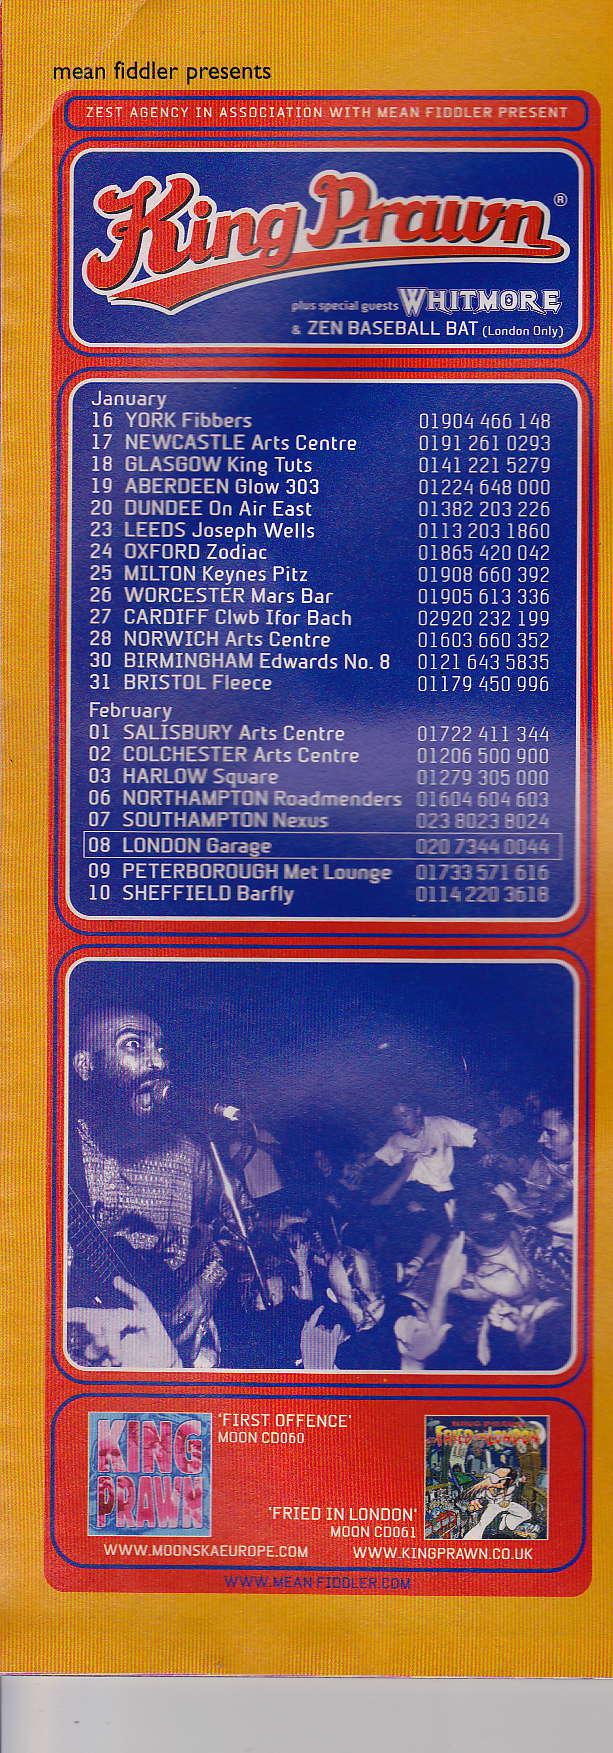 mean fiddler presents
ZEST AGENCY IN ASSOCIATION WITH MEAN FIDDLER PRESENT
King Prawn ®
plus special guests WHITMORE
& ZEN BASEBALL BAT (London Only)
January
16 YORK Fibbers 01904 466 148
17 NEWCASTLE Arts Centre 0191 261 0293
18 GLASGOW King Tuts 0141 221 5279
19 ABERDEEN Glow 303 01224 648 000
20 DUNDEE On Air East 01382 203 226
23 LEEDS Joseph Wells 0113 203 1860
24 OXFORD Zodiac 01865 420 042
25 MILTON Keynes Pitz 01908 660 392
26 WORCESTER Mars Bar 01905 613 336
27 CARDIFF Clwb Ifor Bach 02920 232 199
28 NORWICH Arts Centre 01603 660 352
30 BIRMINGHAM Edwards No. 8 0121 643 5835
31 BRISTOL Fleece 01179 450 996
February
01 SALISBURY Arts Centre 01722 411 344
02 COLCHESTER Arts Centre 01206 500 900
03 HARLOW Square 01279 305 000
06 NORTHAMPTON Roadmenders 01604 604 603
07 SOUTHAMPTON Nexus 023 8023 8024
08 LONDON Garage 020 7344 0044
09 PETERBOROUGH Met Lounge 01733 571 616
10 SHEFFIELD Barfly 0114 220 3618
KING
PRAWN
'FIRST OFFENCE'
MOON CD060
KING PRAWN
FRIED IN LONDON
'FRIED IN LONDON'
MOON CD061
WWW.MOONSKAEUROPE.COM
WWW.KINGPRAWN.CO.UK
WWW.MEAN FIDDLER.COM